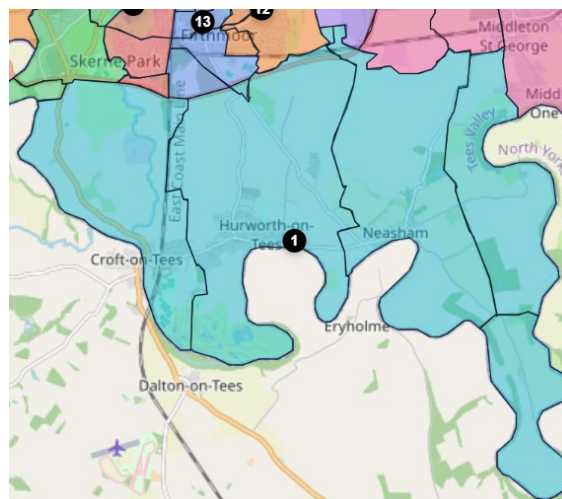 13
12
Firthmoor
Middleton
St George
Skerne Park
Midd
One
East Coast Main Line
Tees Valley
North York
Hurworth-on-
Tees
1
Neasham
Croft-on-Tees
Eryholme
Dalton-on-Tees